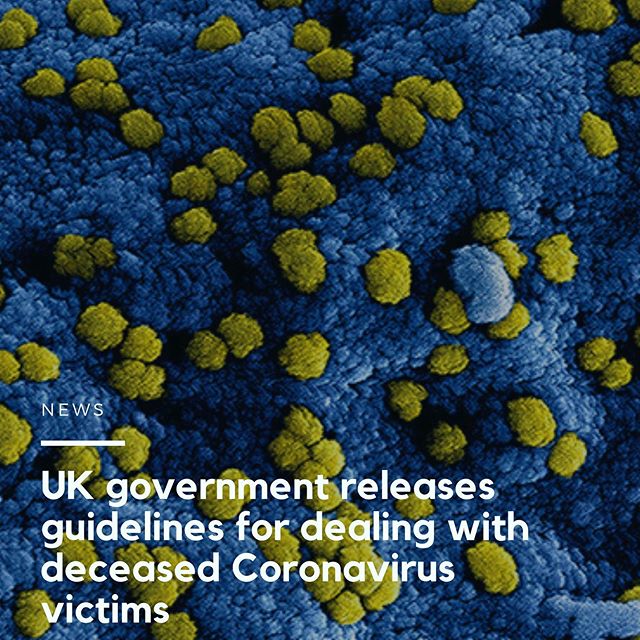 NEWS
UK government releases
guidelines for dealing with
deceased Coronavirus
victims